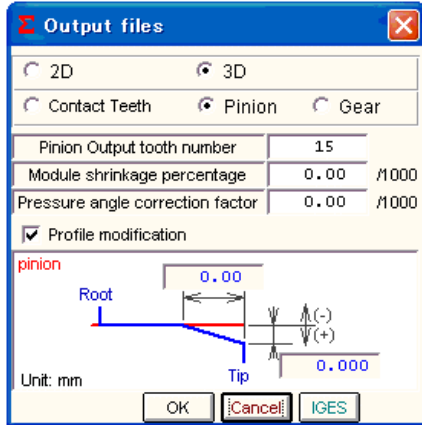 Σ Output files
2D 3D
Contact Teeth Pinion Gear
Pinion Output tooth number 15
Module shrinkage percentage 0.00 /1000
Pressure angle correction factor 0.00 /1000
Profile modification
pinion
0.00
Root
(-)
(+)
0.000
Unit: mm
Tip
OK Cancel IGES